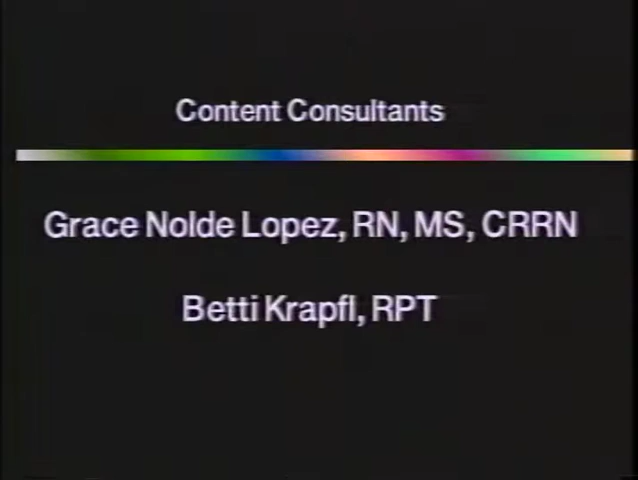 Content Consultants
Grace Nolde Lopez, RN, MS, CRRN
Betti Krapfl, RPT